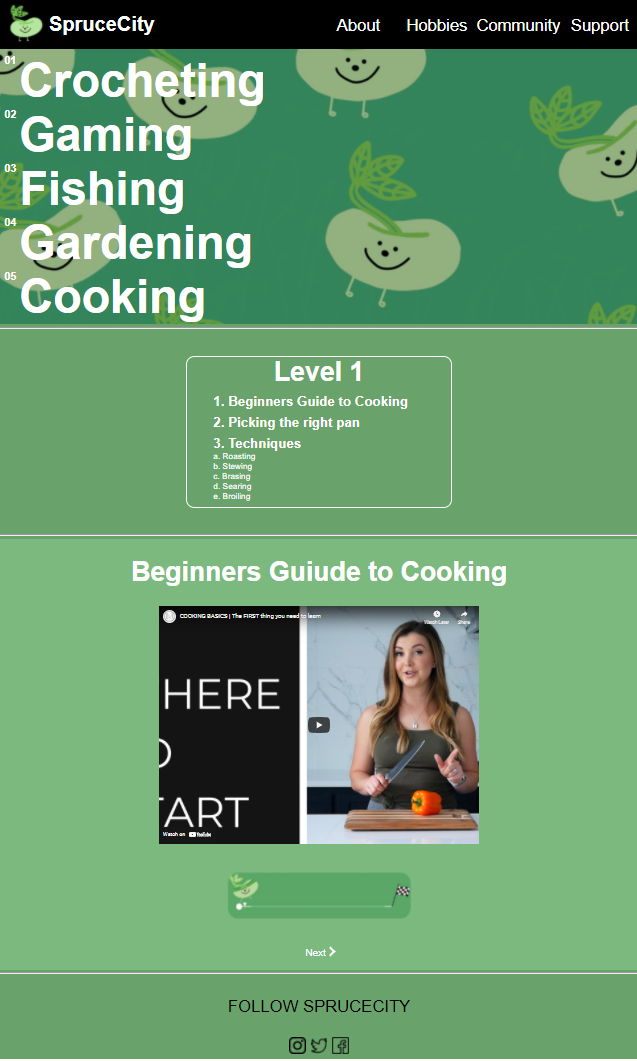 SpruceCity
About Hobbies Community Support
01 Crocheting
02 Gaming
03 Fishing
04 Gardening
05 Cooking
Level 1
1. Beginners Guide to Cooking
2. Picking the right pan
3. Techniques
a. Roasting
b. Stewing
c. Brasing
d. Searing
e. Broiling
Beginners Guiude to Cooking
COOKING BASICS | The FIRST thing you need to learn
Watch Later Share
HERE
O
TART
Watch on YouTube
Next
FOLLOW SPRUCECITY